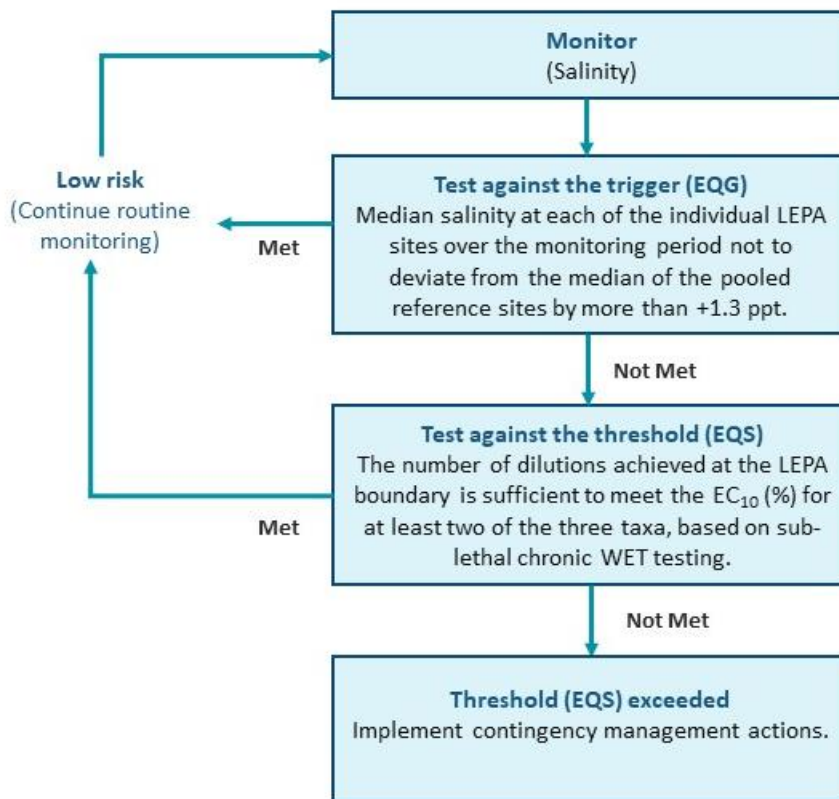 Monitor
(Salinity)
Low risk
(Continue routine
monitoring)
Test against the trigger (EQG)
Median salinity at each of the individual LEPA
sites over the monitoring period not to
deviate from the median of the pooled
reference sites by more than +1.3 ppt.
Met
Not Met
Test against the threshold (EQS)
The number of dilutions achieved at the LEPA
boundary is sufficient to meet the EC₁₀ (%) for
at least two of the three taxa, based on sub-
lethal chronic WET testing.
Met
Not Met
Threshold (EQS) exceeded
Implement contingency management actions.